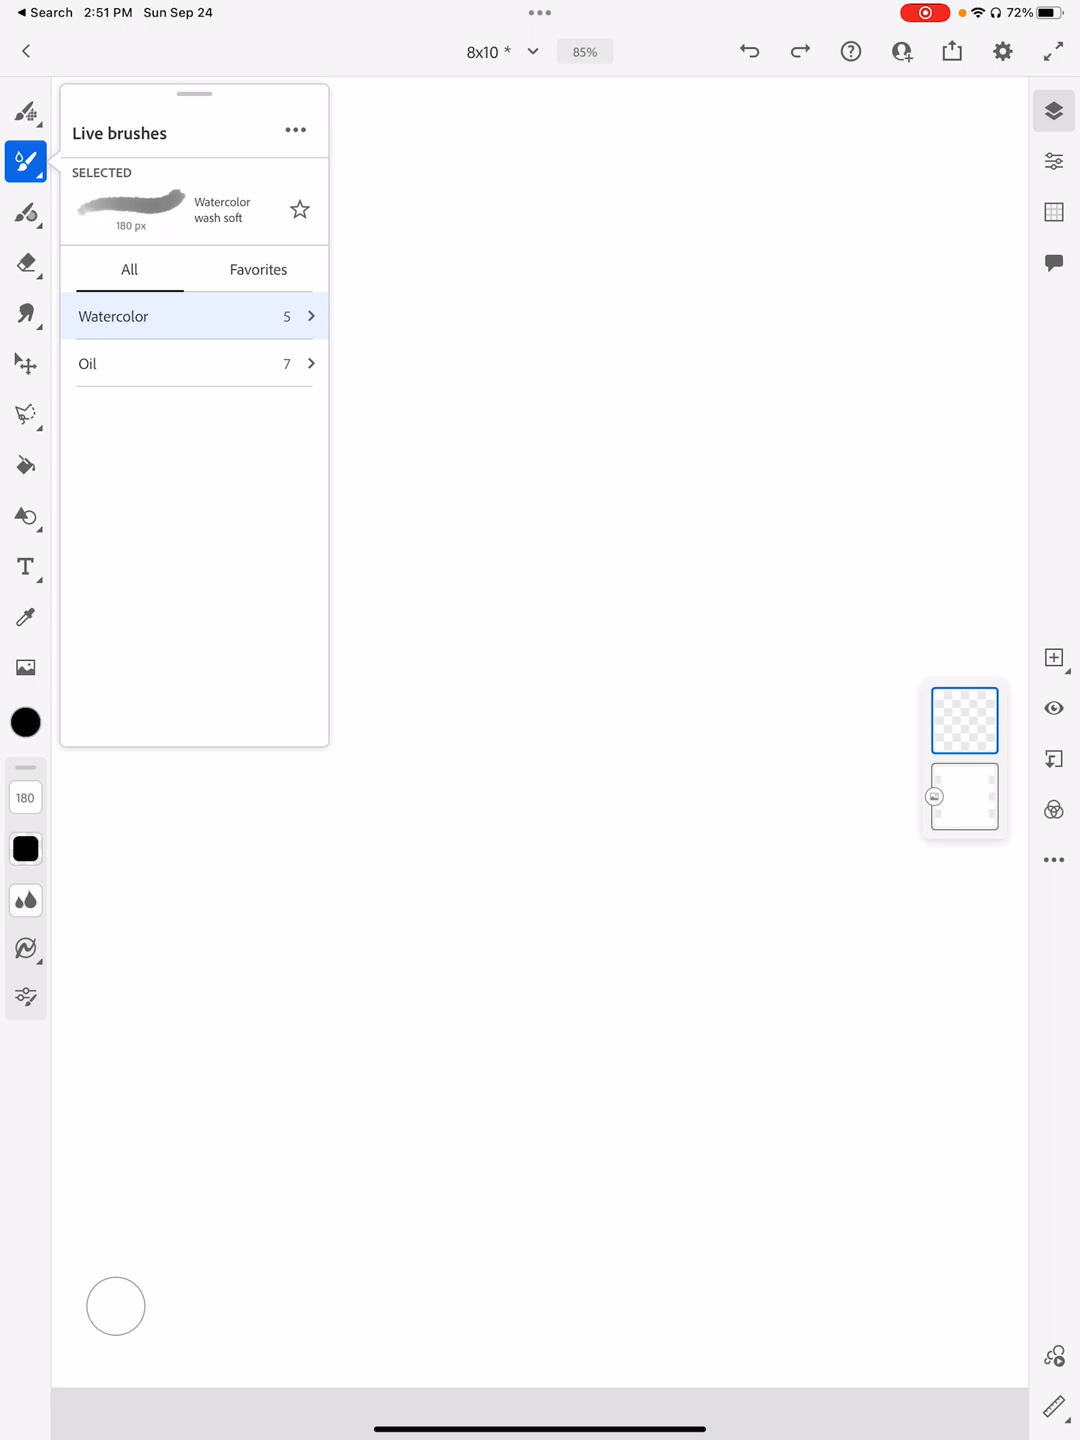 ◀ Search 2:51 PM Sun Sep 24 72%
8x10 * 85%
Live brushes
SELECTED
Watercolor
wash soft
180 px
All Favorites
Watercolor 5
Oil 7
T
180